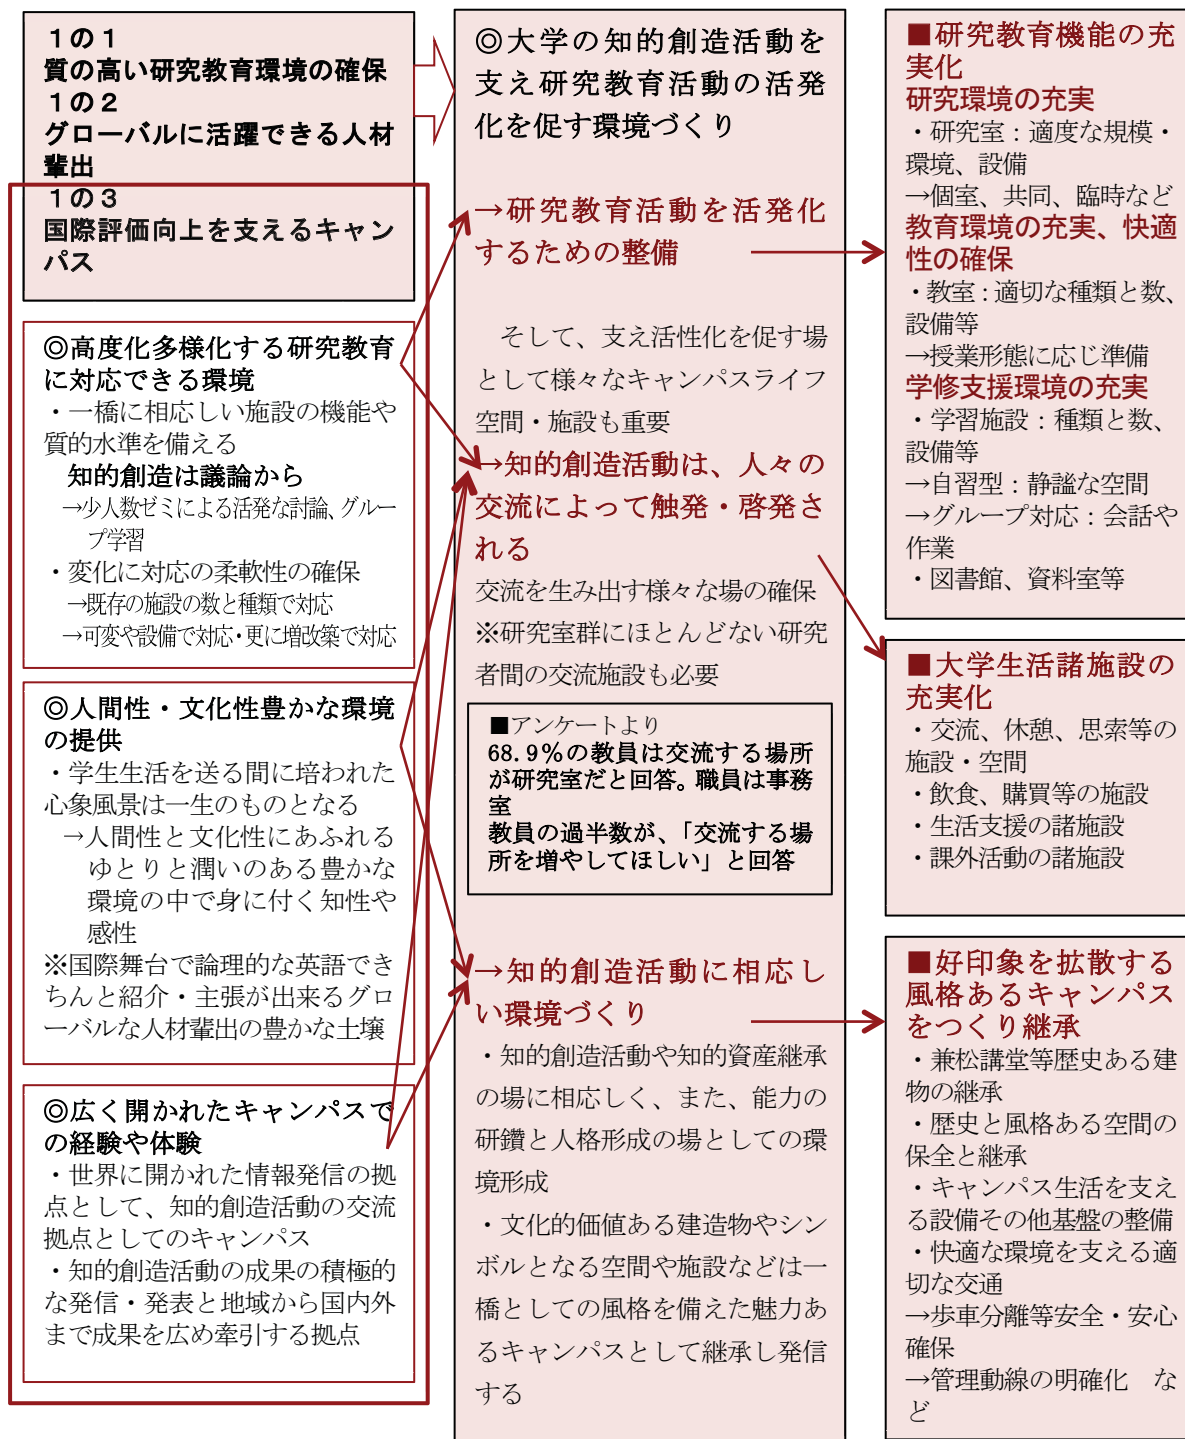 １の１
質の高い研究教育環境の確保
１の２
グローバルに活躍できる人材
輩出
１の３
国際評価向上を支えるキャン
パス
◎高度化多様化する研究教育
に対応できる環境
・一橋に相応しい施設の機能や
質的水準を備える
知的創造は議論から
→少人数ゼミによる活発な討論、グルー
プ学習
・変化に対応の柔軟性の確保
→既存の施設の数と種類で対応
→可変や設備で対応・更に増改築で対応
◎人間性・文化性豊かな環境
の提供
・学生生活を送る間に培われた
心象風景は一生のものとなる
→人間性と文化性にあふれる
ゆとりと潤いのある豊かな
環境の中で身に付く知性や
感性
※国際舞台で論理的な英語でき
ちんと紹介・主張が出来るグロ
ーバルな人材輩出の豊かな土壌
◎広く開かれたキャンパスで
の経験や体験
・世界に開かれた情報発信の拠
点として、知的創造活動の交流
拠点としてのキャンパス
・知的創造活動の成果の積極的
な発信・発表と地域から国内外
まで成果を広め牽引する拠点
◎大学の知的創造活動を
支え研究教育活動の活発
化を促す環境づくり
→研究教育活動を活発化
するための整備
そして、支え活性化を促す場
として様々なキャンパスライフ
空間・施設も重要
→知的創造活動は、人々の
交流によって触発・啓発さ
れる
交流を生み出す様々な場の確保
※研究室群にほとんどない研究
者間の交流施設も必要
■アンケートより
68.9％の教員は交流する場所
が研究室だと回答。職員は事務
室
教員の過半数が、「交流する場
所を増やしてほしい」と回答
→知的創造活動に相応し
い環境づくり
・知的創造活動や知的資産継承
の場に相応しく、また、能力の
研鑽と人格形成の場としての環
境形成
・文化的価値ある建造物やシン
ボルとなる空間や施設などは一
橋としての風格を備えた魅力あ
るキャンパスとして継承し発信
する
■研究教育機能の充
実化
研究環境の充実
・研究室：適度な規模・
環境、設備
→個室、共同、臨時など
教育環境の充実、快適
性の確保
・教室：適切な種類と数、
設備等
→授業形態に応じ準備
学修支援環境の充実
・学習施設：種類と数、
設備等
→自習型：静謐な空間
→グループ対応：会話や
作業
・図書館、資料室等
■大学生活諸施設の
充実化
・交流、休憩、思索等の
施設・空間
・飲食、購買等の施設
・生活支援の諸施設
・課外活動の諸施設
■好印象を拡散する
風格あるキャンパス
をつくり継承
・兼松講堂等歴史ある建
物の継承
・歴史と風格ある空間の
保全と継承
・キャンパス生活を支え
る設備その他基盤の整備
・快適な環境を支える適
切な交通
→歩車分離等安全・安心
確保
→管理動線の明確化　な
ど